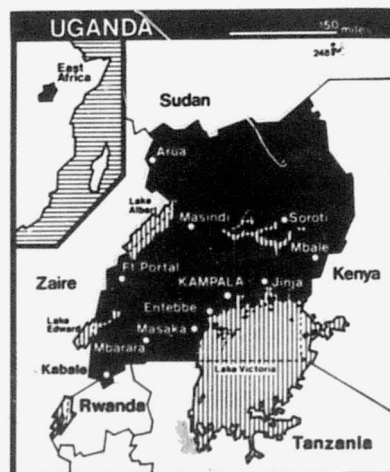 UGANDA
150 miles
East
Africa
Sudan
Arua
Lake
Albert
Masindi
Soroti
Mbale
Ft Portal
Zaire
KAMPALA
Jinja
Kenya
Entebbe
Lake
Edward
Masaka
Mbarara
Kabale
Lake Victoria
Rwanda
Tanzania